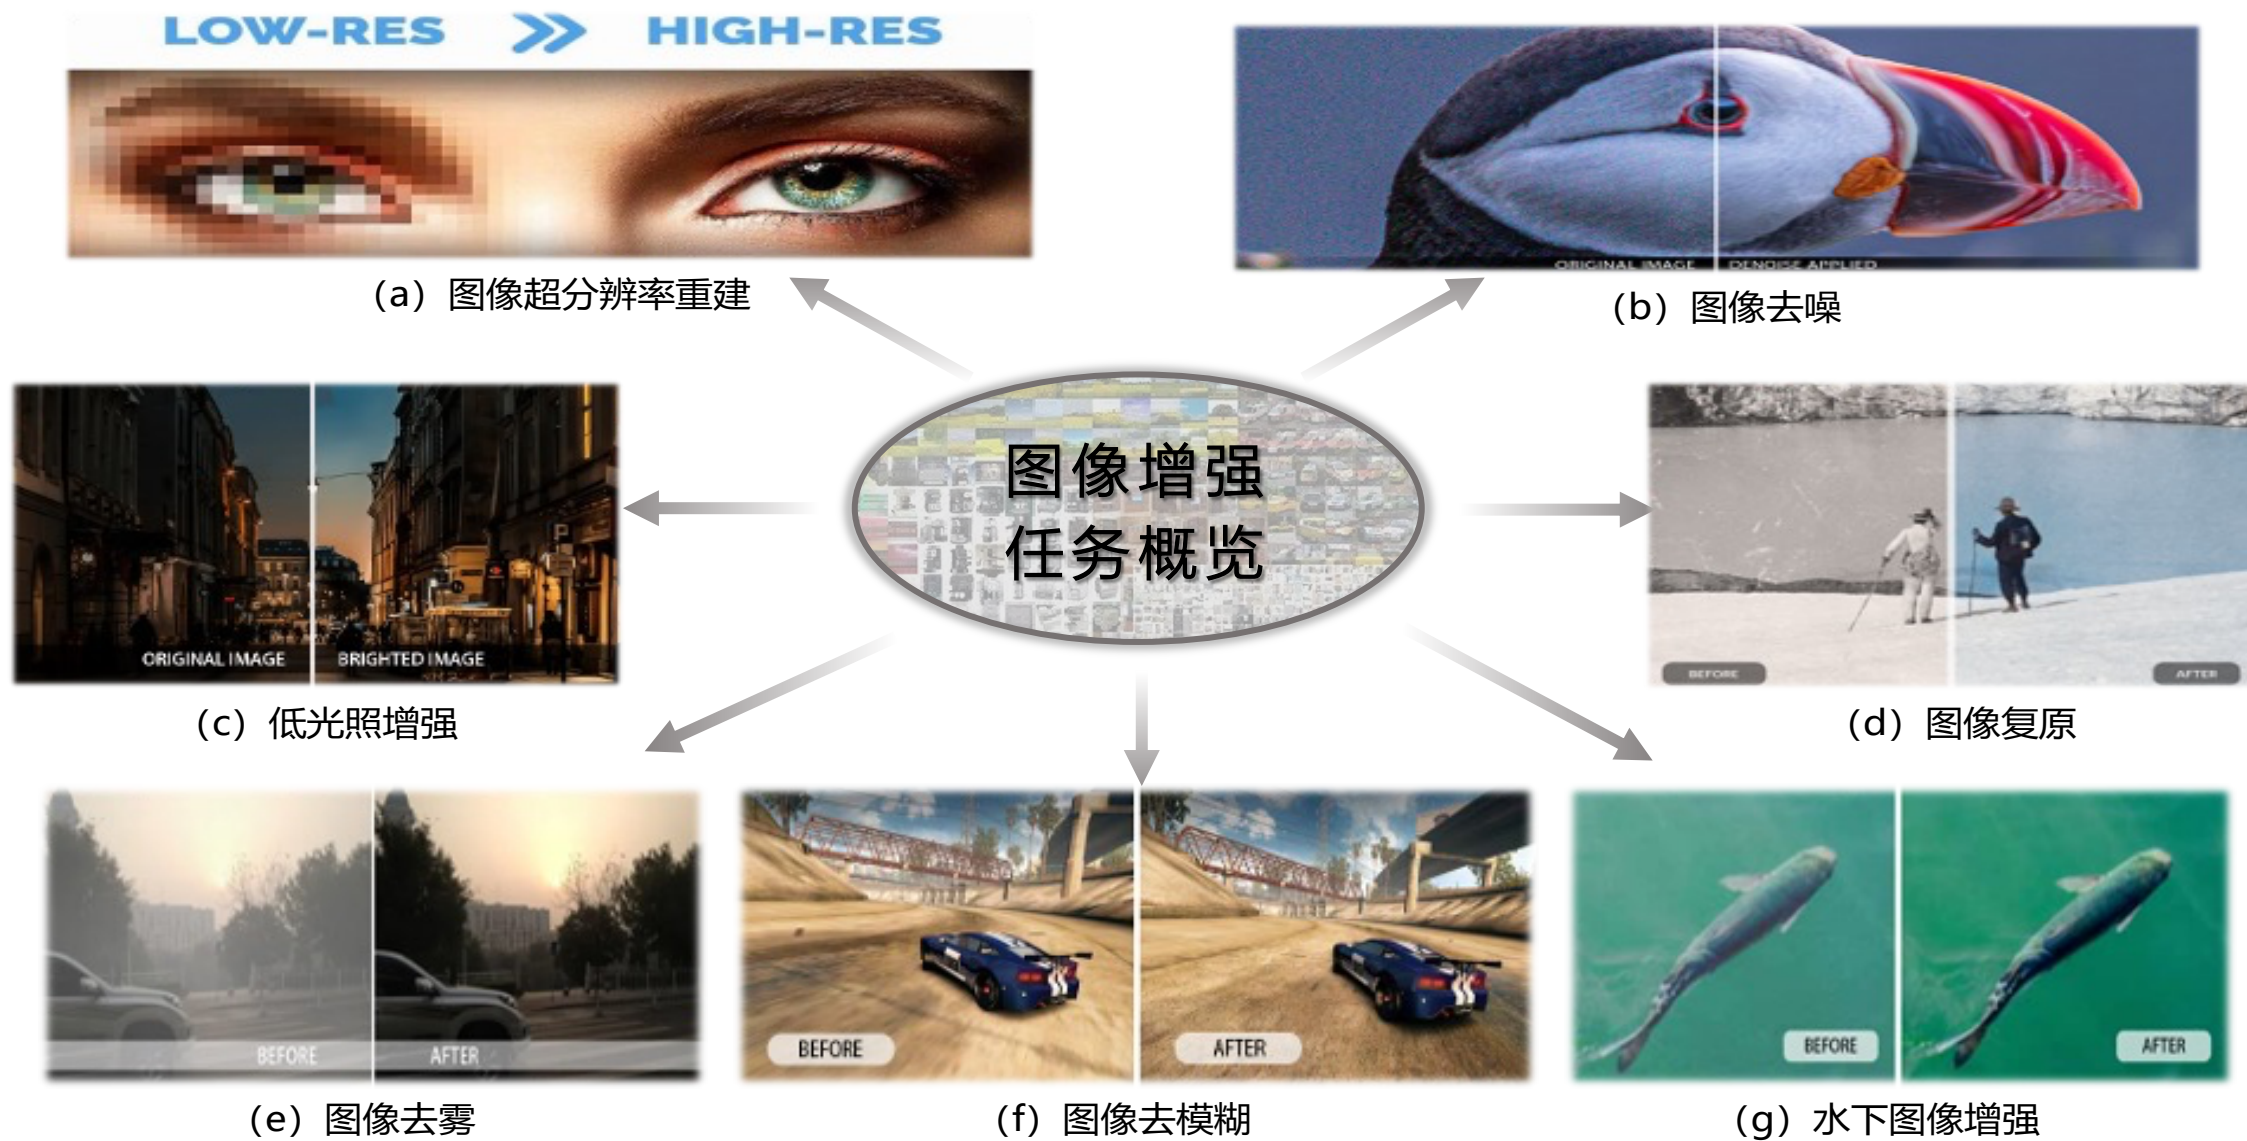 LOW-RES >> HIGH-RES
ORIGINAL IMAGE DENOISE APPLIED
(a) 图像超分辨率重建
(b) 图像去噪
图像增强
任务概览
ORIGINAL IMAGE BRIGHTED IMAGE
BEFORE AFTER
(c) 低光照增强
(d) 图像复原
BEFORE AFTER
BEFORE AFTER
BEFORE AFTER
(e) 图像去雾
(f) 图像去模糊
(g) 水下图像增强